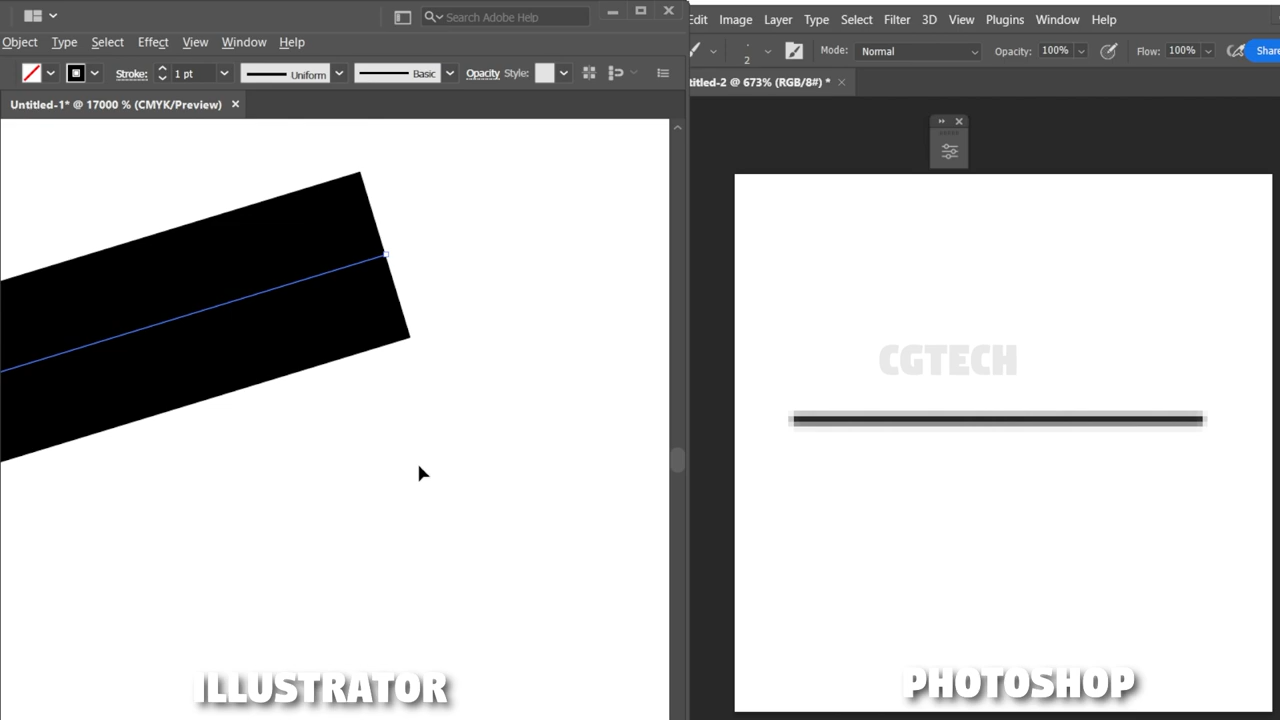 Search Adobe Help
Object Type Select Effect View Window Help
Stroke: 1 pt Uniform Basic Opacity Style:
Untitled-1* @ 17000 % (CMYK/Preview) ×
ILLUSTRATOR
Edit Image Layer Type Select Filter 3D View Plugins Window Help
2 Mode: Normal Opacity: 100% Flow: 100% Share
titled-2 @ 673% (RGB/8#) * ×
CGTECH
PHOTOSHOP